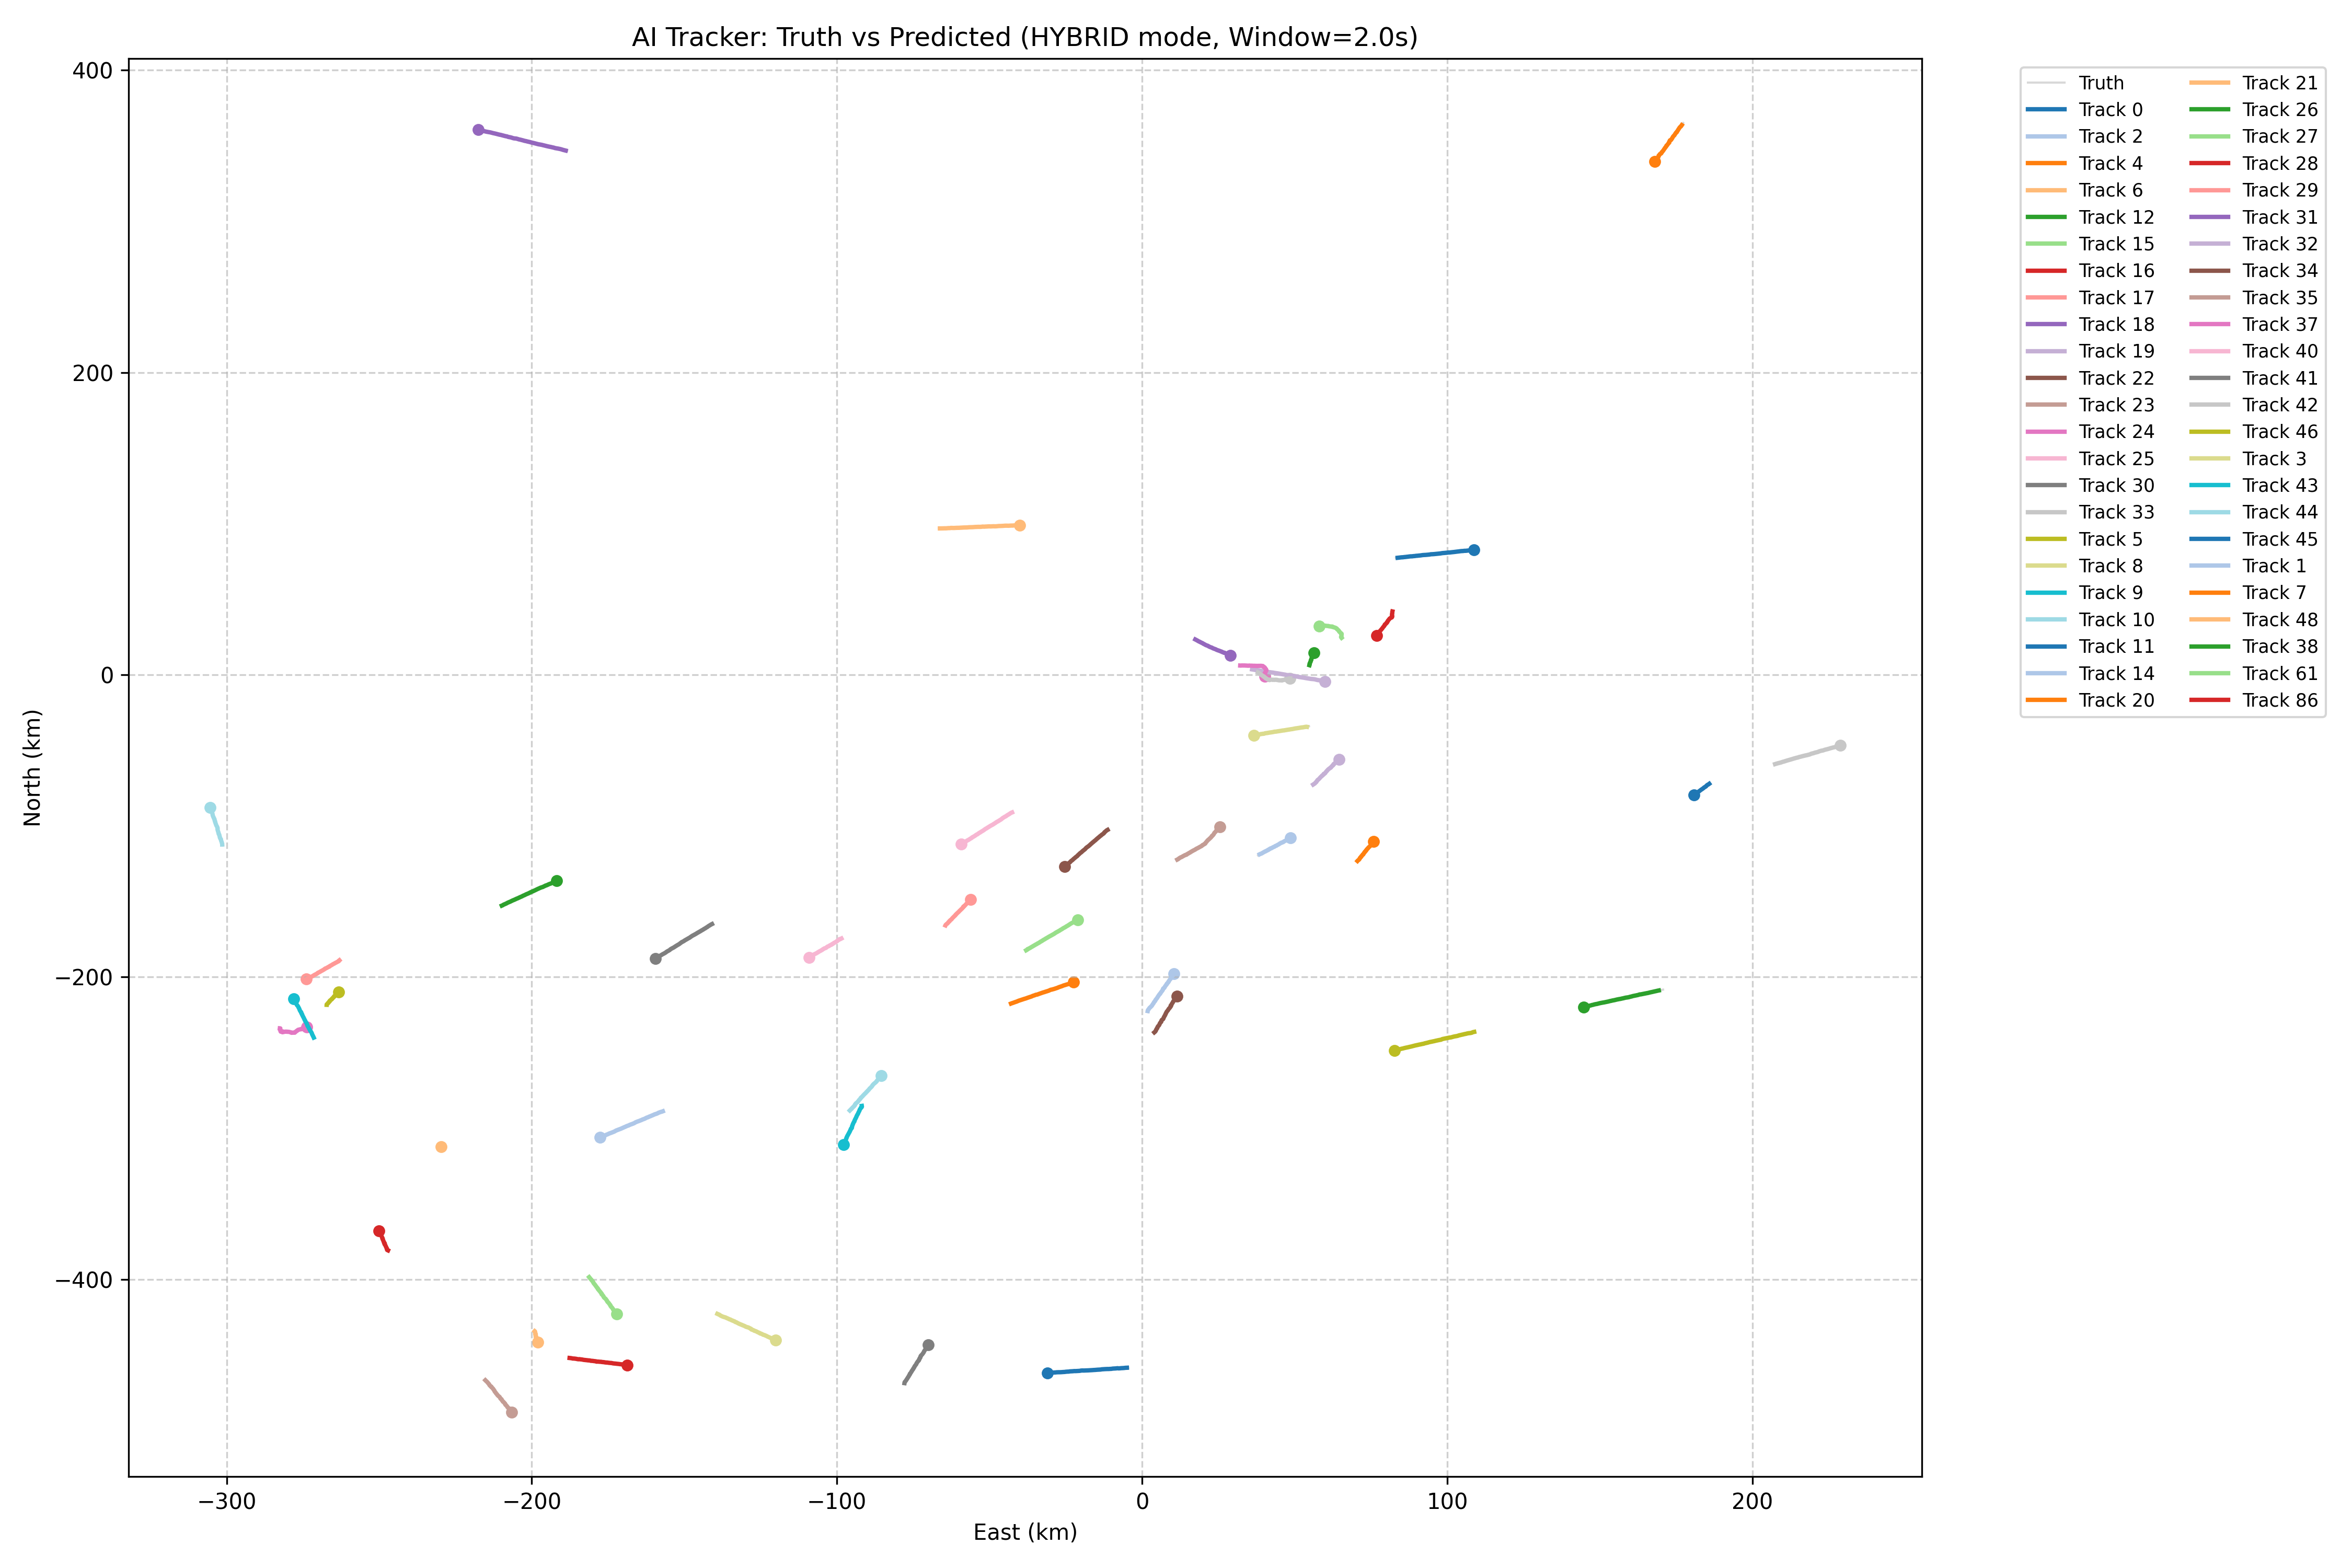 AI Tracker: Truth vs Predicted (HYBRID mode, Window=2.0s)
400
200
0
−200
−400
North (km)
−300
−200
−100
0
100
200
East (km)
Truth
Track 0
Track 2
Track 4
Track 6
Track 12
Track 15
Track 16
Track 17
Track 18
Track 19
Track 22
Track 23
Track 24
Track 25
Track 30
Track 33
Track 5
Track 8
Track 9
Track 10
Track 11
Track 14
Track 20
Track 21
Track 26
Track 27
Track 28
Track 29
Track 31
Track 32
Track 34
Track 35
Track 37
Track 40
Track 41
Track 42
Track 46
Track 3
Track 43
Track 44
Track 45
Track 1
Track 7
Track 48
Track 38
Track 61
Track 86